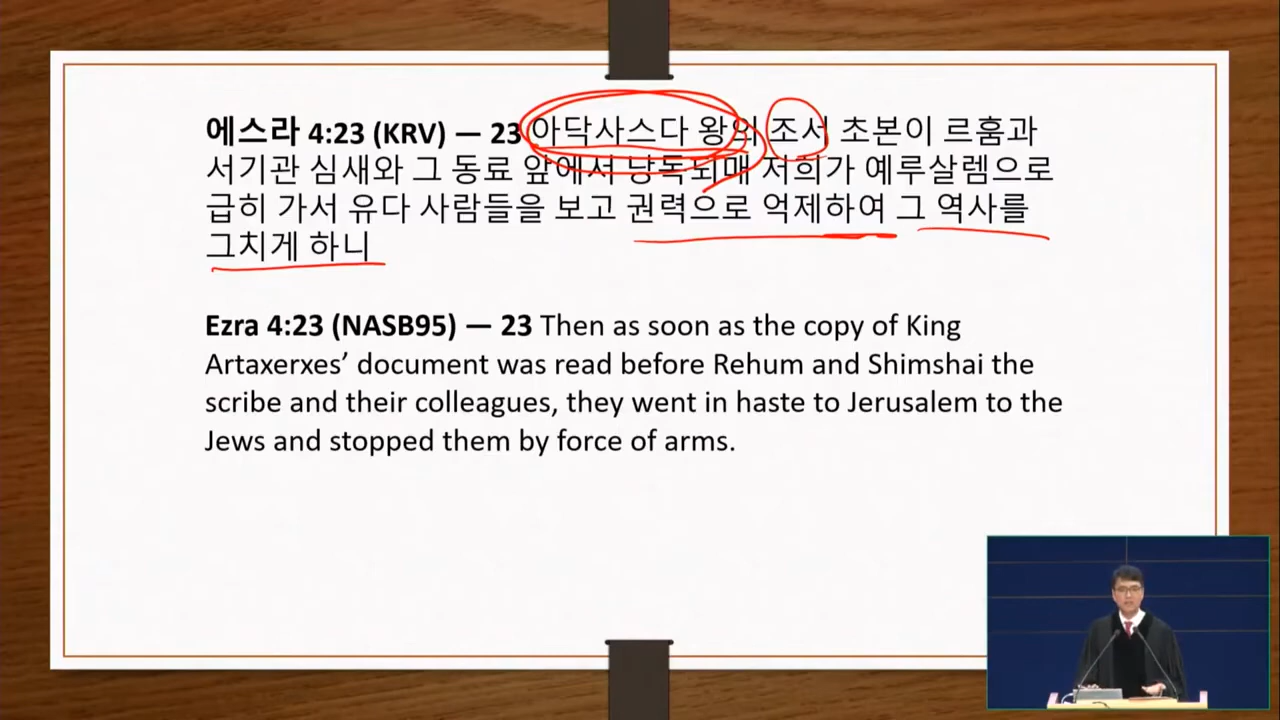 에스라 4:23 (KRV) — 23 아닥사스다 왕의 조서 초본이 르훔과
서기관 심새와 그 동료 앞에서 낭독되매 저희가 예루살렘으로
급히 가서 유다 사람들을 보고 권력으로 억제하여 그 역사를
그치게 하니
Ezra 4:23 (NASB95) — 23 Then as soon as the copy of King
Artaxerxes’ document was read before Rehum and Shimshai the
scribe and their colleagues, they went in haste to Jerusalem to the
Jews and stopped them by force of arms.